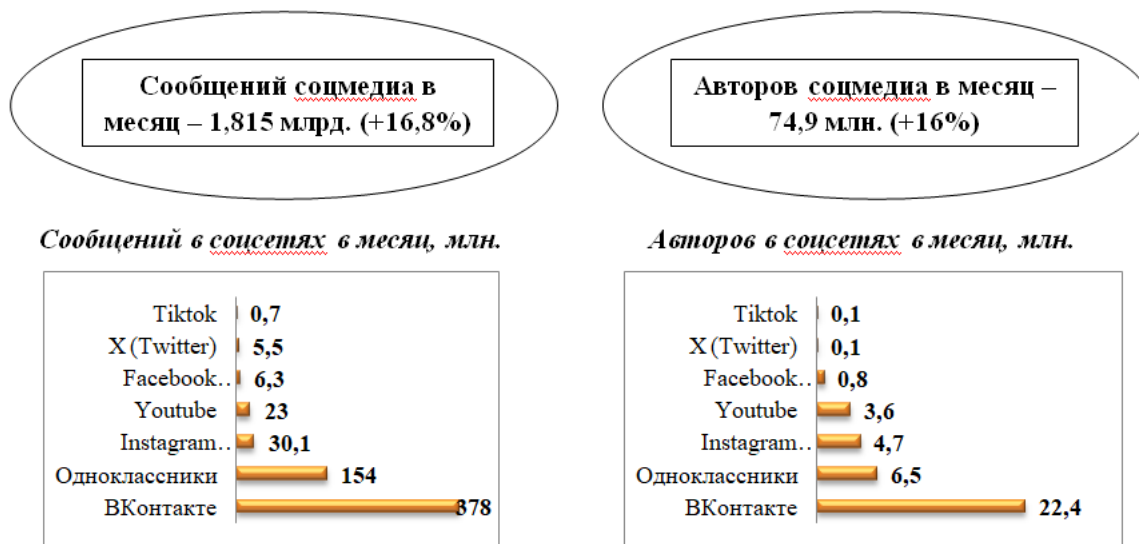 Сообщений соцмедиа в
месяц – 1,815 млрд. (+16,8%)
Авторов соцмедиа в месяц –
74,9 млн. (+16%)
Сообщений в соцсетях в месяц, млн.
Tiktok 0,7
X (Twitter) 5,5
Facebook.. 6,3
Youtube 23
Instagram.. 30,1
Одноклассники 154
ВКонтакте 378
Авторов в соцсетях в месяц, млн.
Tiktok 0,1
X (Twitter) 0,1
Facebook.. 0,8
Youtube 3,6
Instagram.. 4,7
Одноклассники 6,5
ВКонтакте 22,4